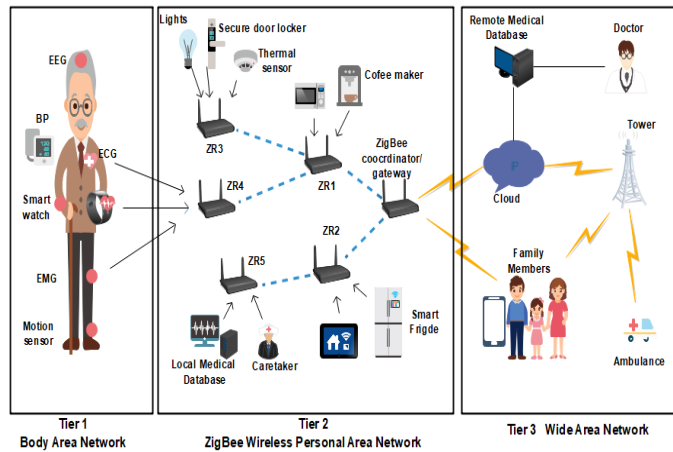 Lights
Secure door locker
Thermal
sensor
Cofee maker
ZR3
ZR1
ZigBee
coocrdinator/
gateway
ZR4
ZR2
ZR5
Local Medical
Database
Caretaker
Smart
Frigde
EEG
BP
ECG
Smart
watch
EMG
Motion
sensor
Remote Medical
Database
Doctor
Tower
P
Cloud
Family
Members
Ambulance
Tier 1
Body Area Network
Tier 2
ZigBee Wireless Personal Area Network
Tier 3 Wide Area Network